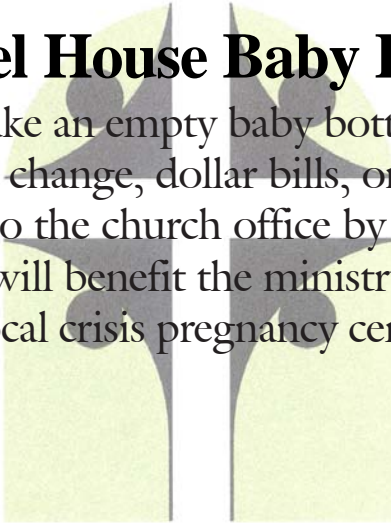 el House Baby
ke an empty baby bott
change, dollar bills, or
o the church office by
will benefit the ministr
cal crisis pregnancy cen